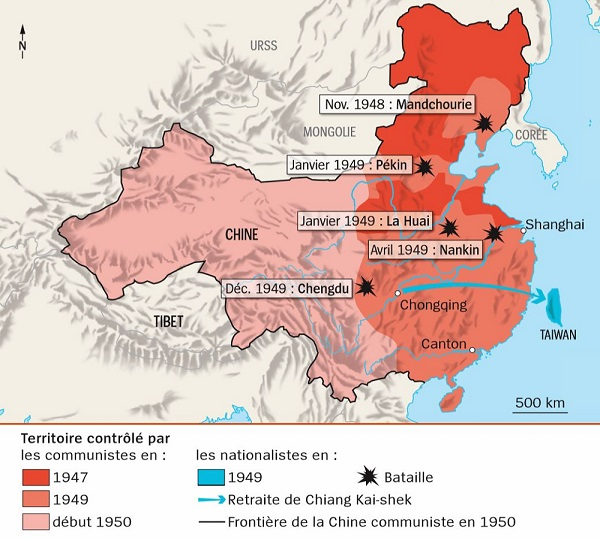 N
URSS
Nov. 1948 : Mandchourie
MONGOLIE
CORÉE
Janvier 1949 : Pékin
Janvier 1949 : La Huai
Shanghai
CHINE
Avril 1949 : Nankin
Déc. 1949 : Chengdu
Chongqing
TIBET
TAIWAN
Canton
500 km
Territoire contrôlé par
les communistes en :
les nationalistes en :
1947
1949
Bataille
1949
Retraite de Chiang Kai-shek
début 1950
Frontière de la Chine communiste en 1950